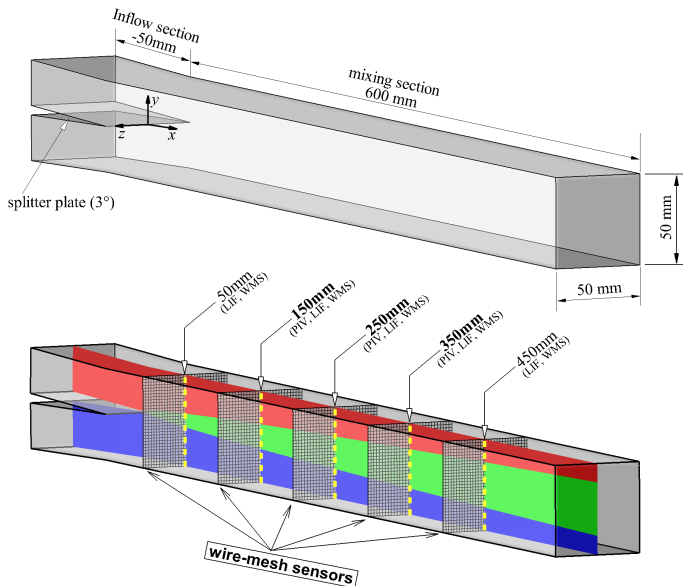 Inflow section
-50mm
mixing section
600 mm
y
z
x
splitter plate (3°)
50 mm
50 mm
50mm
(LIF, WMS)
150mm
(PIV, LIF, WMS)
250mm
(PIV, LIF, WMS)
350mm
(PIV, LIF, WMS)
450mm
(LIF, WMS)
wire-mesh sensors